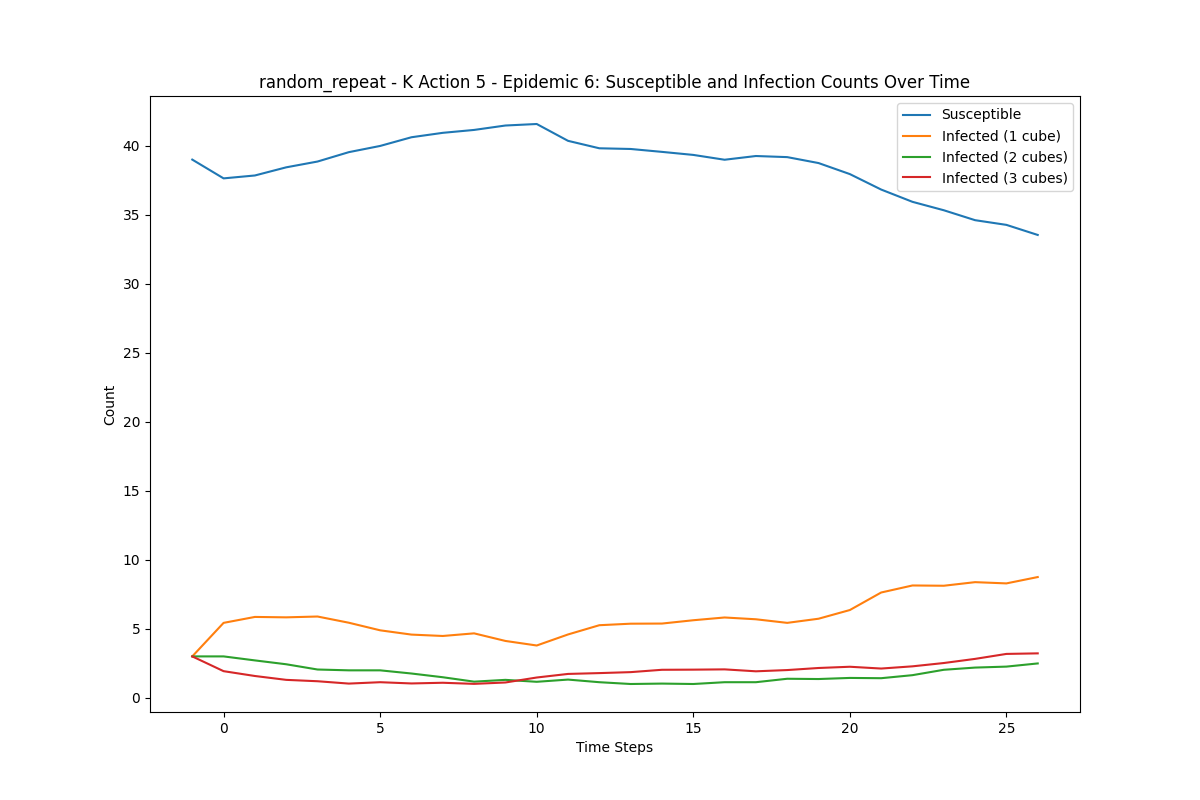 random_repeat - K Action 5 - Epidemic 6: Susceptible and Infection Counts Over Time
Susceptible
Infected (1 cube)
Infected (2 cubes)
Infected (3 cubes)
Count
40
35
30
25
20
15
10
5
0
0 5 10 15 20 25
Time Steps